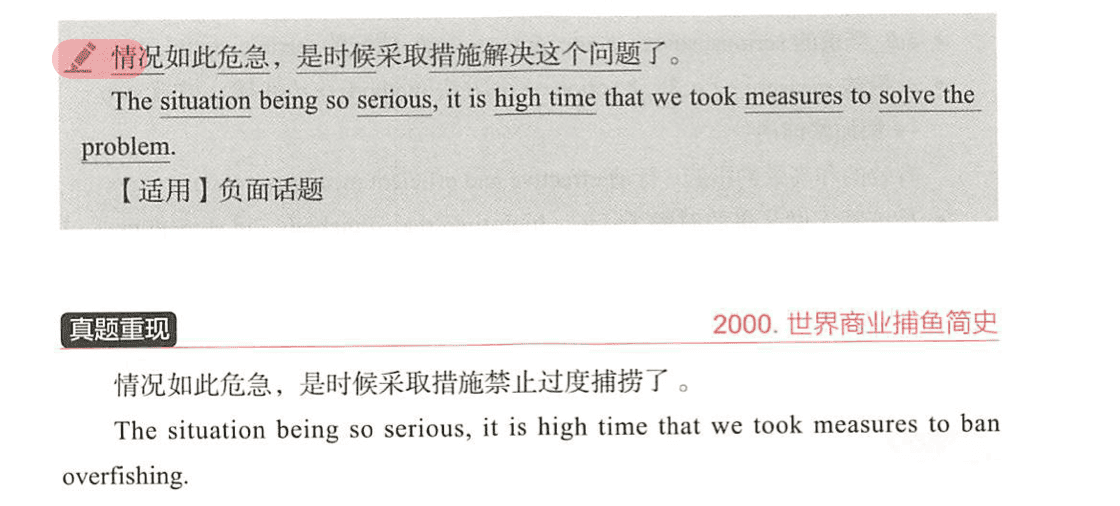 情况如此危急，是时候采取措施解决这个问题了。
The situation being so serious, it is high time that we took measures to solve the
problem.
【适用】负面话题
真题重现
2000. 世界商业捕鱼简史
情况如此危急，是时候采取措施禁止过度捕捞了 。
The situation being so serious, it is high time that we took measures to ban
overfishing.